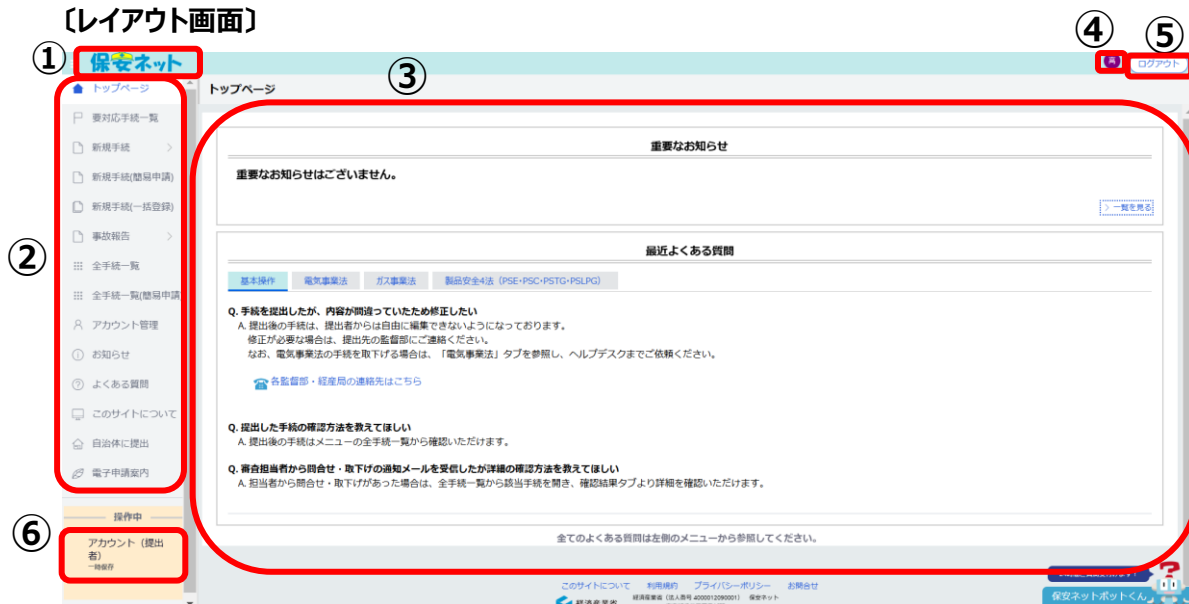 〔レイアウト画面〕
① 保安ネット
③
④
⑤
ログアウト
②
トップページ
要対応手続一覧
新規手続
新規手続(簡易申請)
新規手続(一括登録)
事故報告
全手続一覧
全手続一覧(簡易申請
アカウント管理
お知らせ
よくある質問
このサイトについて
自治体に提出
電子申請案内
⑥
操作中
アカウント（提出
者）
一時保存
トップページ
重要なお知らせ
重要なお知らせはございません。
> 一覧を見る
最近よくある質問
基本操作 電気事業法 ガス事業法 製品安全4法（PSE・PSC・PSTG・PSLPG）
Q. 手続を提出したが、内容が間違っていたため修正したい
A. 提出後の手続は、提出者からは自由に編集できないようになっております。
修正が必要な場合は、提出先の監督部にご連絡ください。
なお、電気事業法の手続を取下げる場合は、「電気事業法」タブを参照し、ヘルプデスクまでご依頼ください。
各監督部・経産局の連絡先はこちら
Q. 提出した手続の確認方法を教えてほしい
A. 提出後の手続はメニューの全手続一覧から確認いただけます。
Q. 審査担当者から問合せ・取下げの通知メールを受信したが詳細の確認方法を教えてほしい
A. 担当者から問合せ・取下げがあった場合は、全手続一覧から該当手続を開き、確認結果タブより詳細を確認いただけます。
全てのよくある質問は左側のメニューから参照してください。
このサイトについて 利用規約 プライバシーポリシー お問合せ
経済産業省 経済産業省（法人番号 4000012090001） 保安ネット
保安ネットボットくん